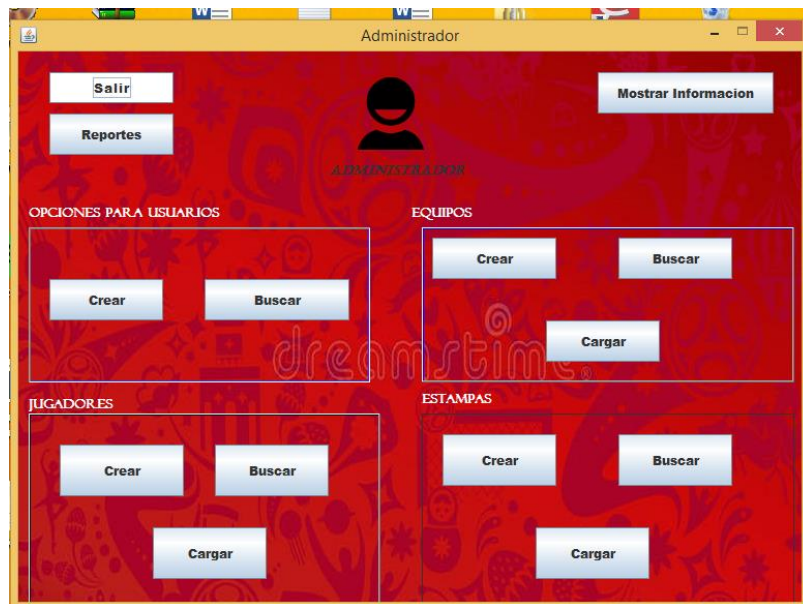 Administrador
Salir
Mostrar Informacion
Reportes
ADMINISTRADOR
OPCIONES PARA USUARIOS
EQUIPOS
Crear
Buscar
Crear
Buscar
Cargar
dreamstime
JUGADORES
ESTAMPAS
Crear
Buscar
Crear
Buscar
Cargar
Cargar